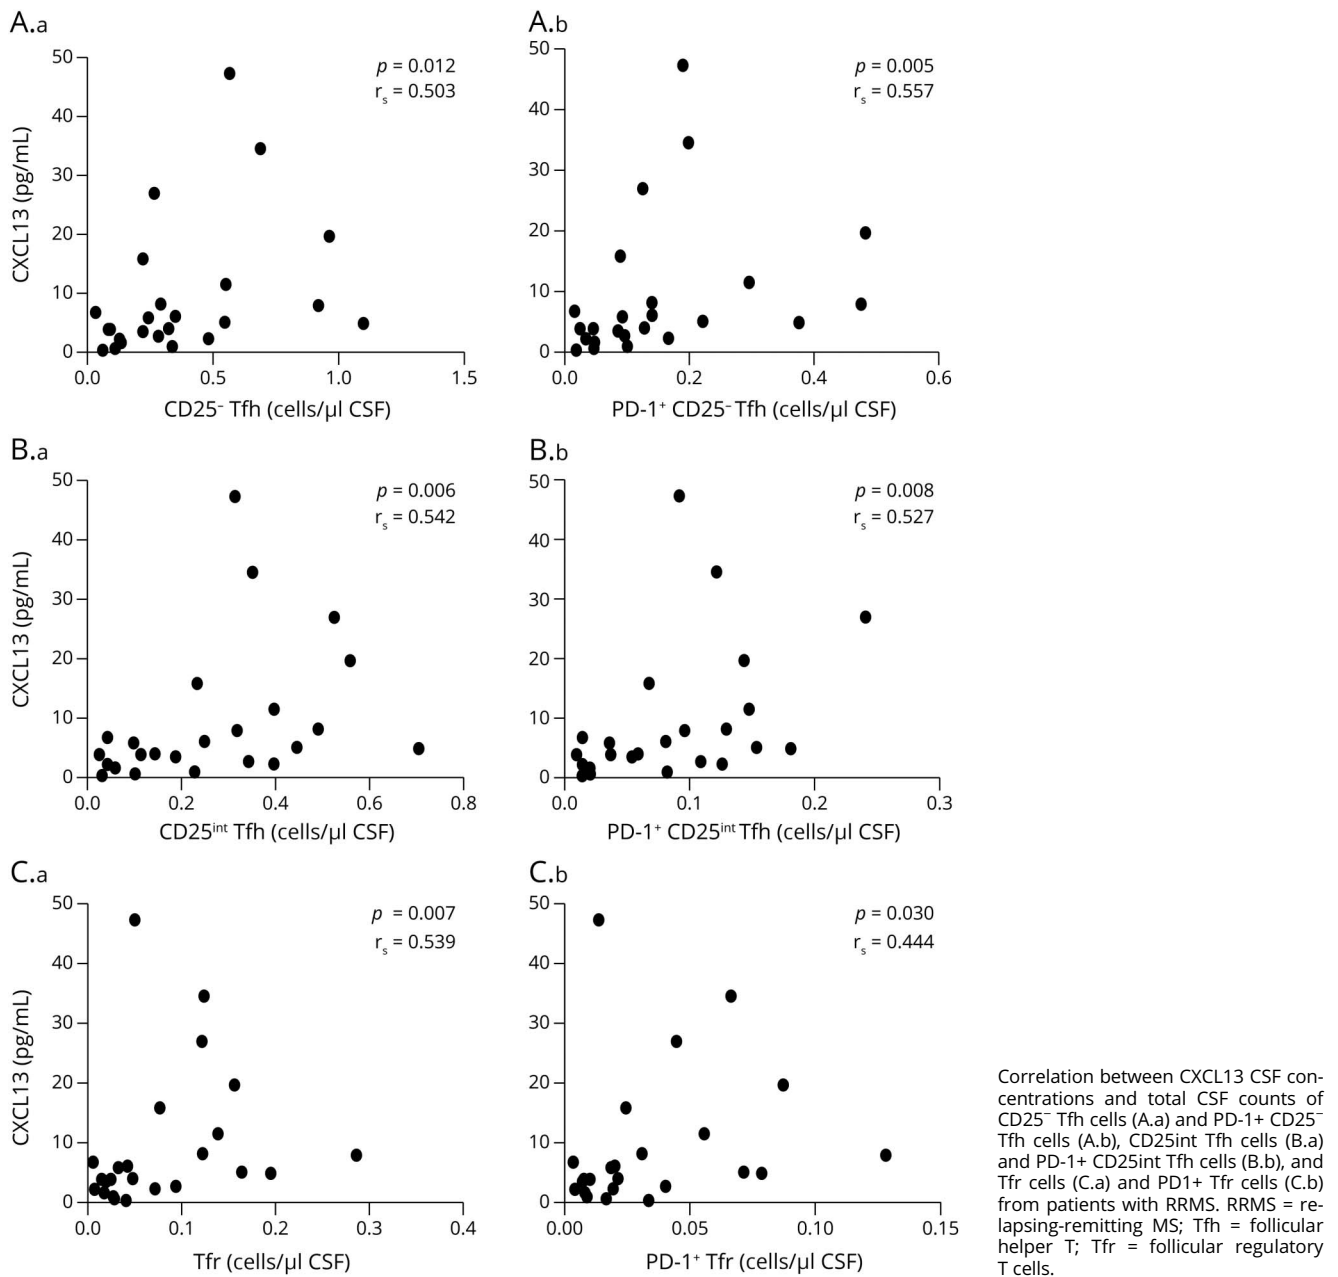 A.a
50
40
30
20
10
0
CXCL13 (pg/mL)
p = 0.012
rs = 0.503
0.0 0.5 1.0 1.5
CD25⁻ Tfh (cells/µl CSF)
A.b
50
40
30
20
10
0
p = 0.005
rs = 0.557
0.0 0.2 0.4 0.6
PD-1⁺ CD25⁻ Tfh (cells/µl CSF)
B.a
50
40
30
20
10
0
CXCL13 (pg/mL)
p = 0.006
rs = 0.542
0.0 0.2 0.4 0.6 0.8
CD25int Tfh (cells/µl CSF)
B.b
50
40
30
20
10
0
p = 0.008
rs = 0.527
0.0 0.1 0.2 0.3
PD-1⁺ CD25int Tfh (cells/µl CSF)
C.a
50
40
30
20
10
0
CXCL13 (pg/mL)
p = 0.007
rs = 0.539
0.0 0.1 0.2 0.3 0.4
Tfr (cells/µl CSF)
C.b
50
40
30
20
10
0
p = 0.030
rs = 0.444
0.00 0.05 0.10 0.15
PD-1⁺ Tfr (cells/µl CSF)
Correlation between CXCL13 CSF con-
centrations and total CSF counts of
CD25⁻ Tfh cells (A.a) and PD-1+ CD25⁻
Tfh cells (A.b), CD25int Tfh cells (B.a)
and PD-1+ CD25int Tfh cells (B.b), and
Tfr cells (C.a) and PD1+ Tfr cells (C.b)
from patients with RRMS. RRMS = re-
lapsing-remitting MS; Tfh = follicular
helper T; Tfr = follicular regulatory
T cells.